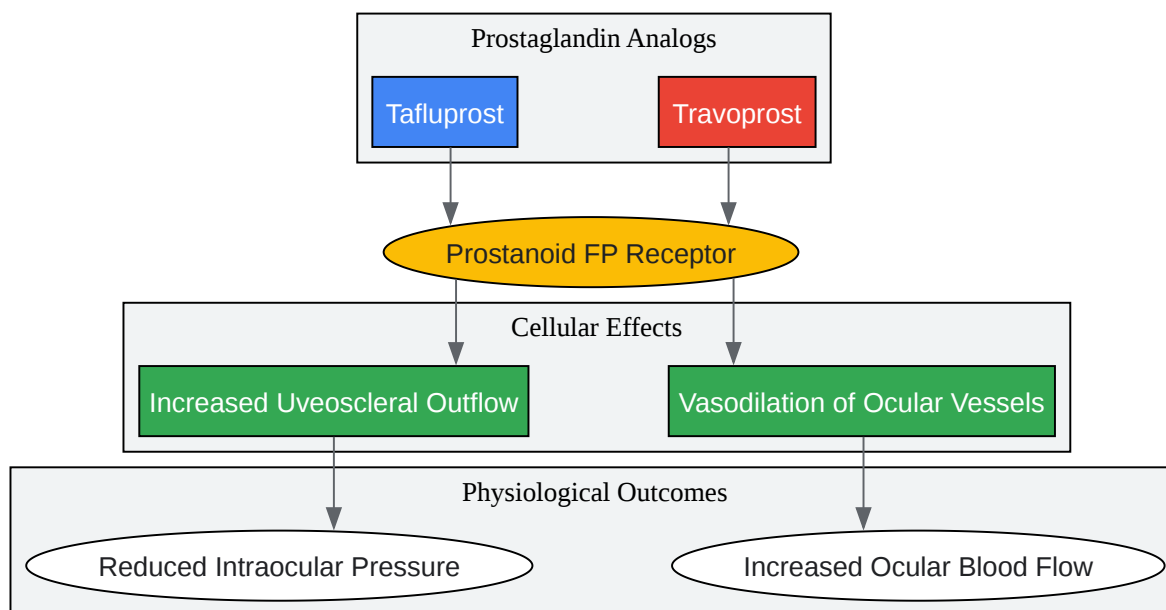 Prostaglandin Analogs
Tafluprost
Travoprost
Prostanoid FP Receptor
Cellular Effects
Increased Uveoscleral Outflow
Vasodilation of Ocular Vessels
Physiological Outcomes
Reduced Intraocular Pressure
Increased Ocular Blood Flow